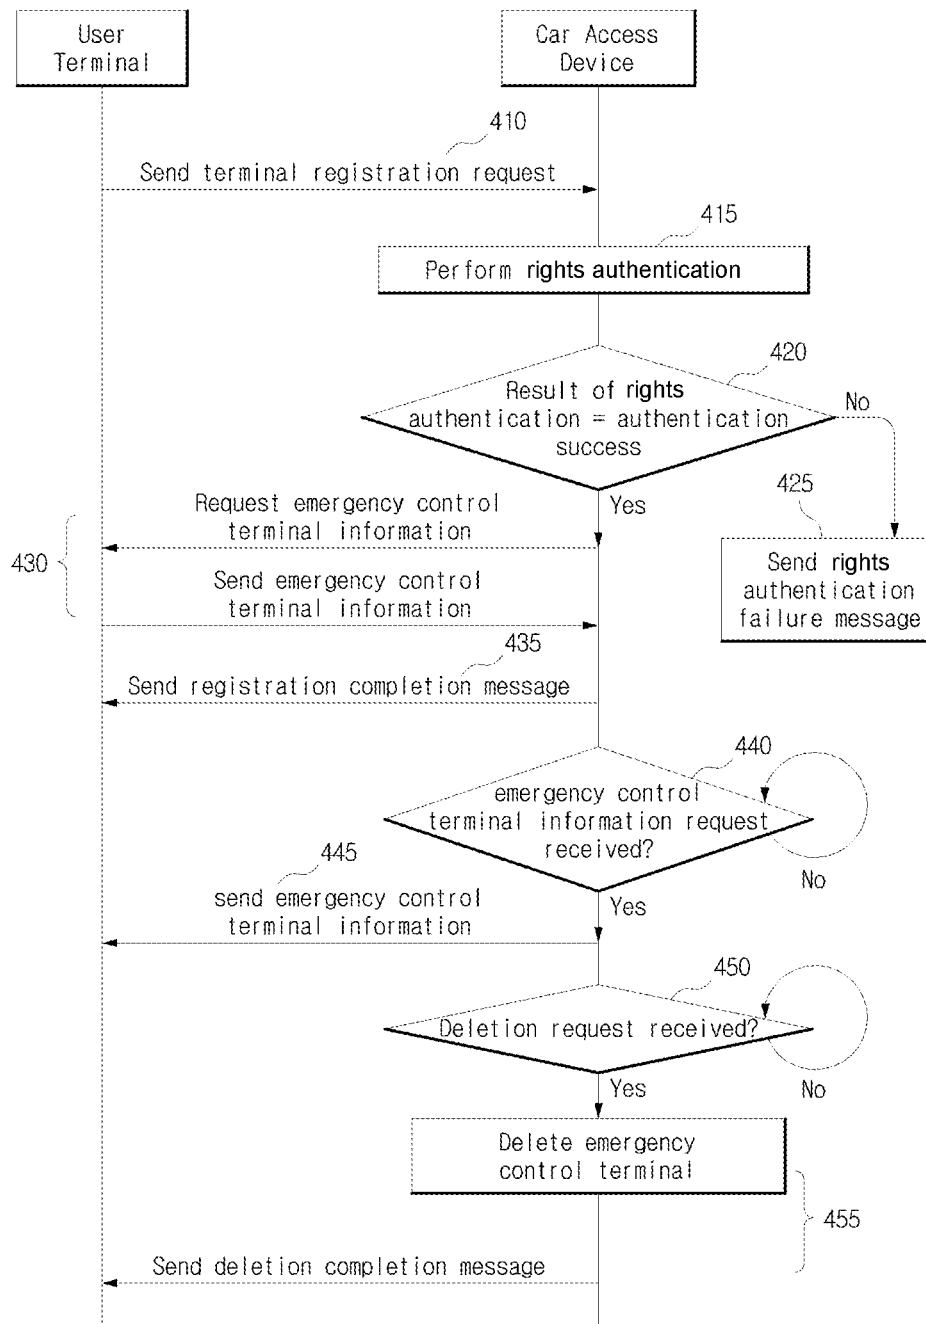 User
Terminal
Car Access
Device
410
Send terminal registration request
415
Perform rights authentication
420
Result of rights
authentication = authentication
success
No
Yes
425
Send rights
authentication
failure message
Request emergency control
terminal information
430
Send emergency control
terminal information
435
Send registration completion message
440
emergency control
terminal information request
received?
No
Yes
445
send emergency control
terminal information
450
Deletion request received?
No
Yes
Delete emergency
control terminal
455
Send deletion completion message